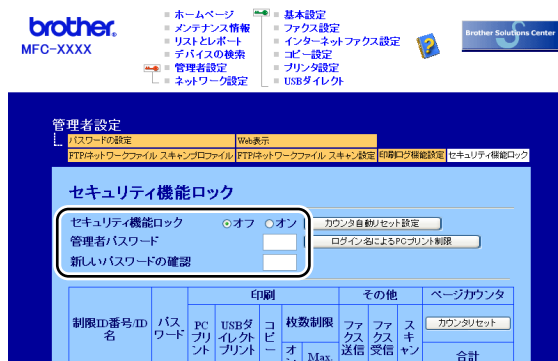 brother.
MFC-XXXX
ホームページ
メンテナンス情報
リストとレポート
デバイスの検索
管理者設定
ネットワーク設定
基本設定
ファクス設定
インターネットファクス設定
コピー設定
プリンタ設定
USBダイレクト
Brother Solutions Center
管理者設定
パスワードの設定
Web表示
FTP/ネットワークファイル スキャンプロファイル
FTP/ネットワークファイル スキャン設定
印刷ログ機能設定
セキュリティ機能ロック
セキュリティ機能ロック
セキュリティ機能ロック
オフ
オン
カウンタ自動リセット設定
管理者パスワード
ログイン名によるPCプリント制限
新しいパスワードの確認
印刷
その他
ページカウンタ
制限ID番号/ID名
パスワード
PCプリント
USBダイレクトプリント
コピー
枚数制限
オン
Max.
ファクス送信
ファクス受信
スキャン
カウンタリセット
合計